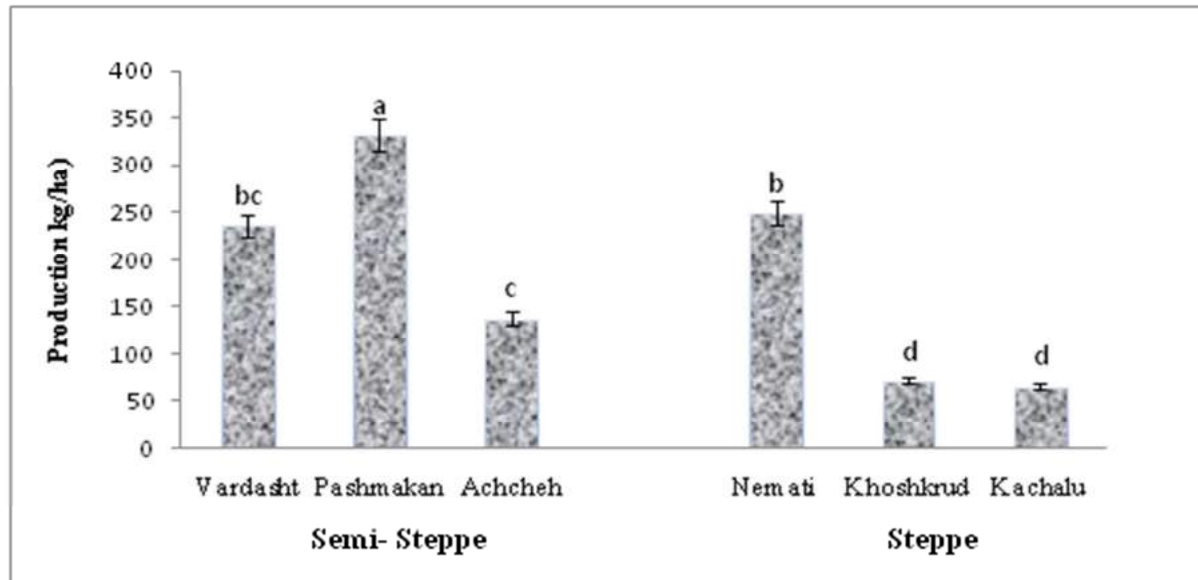 Production kg/ha)
400
350
300
250
200
150
100
50
0
bc
a
c
b
d
d
Vardasht Pashmakan Achcheh Nemati Khoshkrud Kachalu
Semi- Steppe Steppe